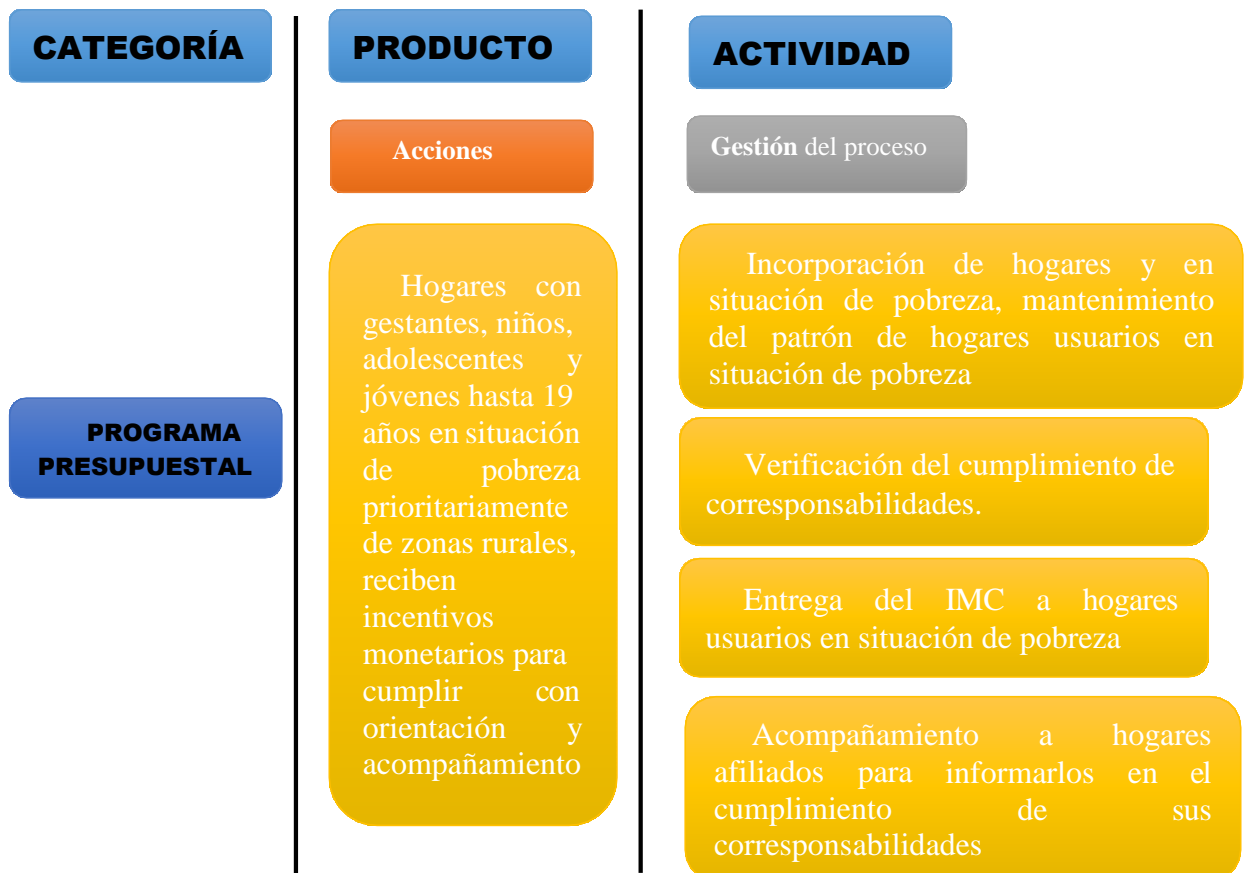 CATEGORÍA
PROGRAMA
PRESUPUESTAL
PRODUCTO
Acciones
Hogares con
gestantes, niños,
adolescentes y
jóvenes hasta 19
años en situación
de pobreza
prioritariamente
de zonas rurales,
reciben
incentivos
monetarios para
cumplir con
orientación y
acompañamiento
ACTIVIDAD
Gestión del proceso
Incorporación de hogares y en
situación de pobreza, mantenimiento
del patrón de hogares usuarios en
situación de pobreza
Verificación del cumplimiento de
corresponsabilidades.
Entrega del IMC a hogares
usuarios en situación de pobreza
Acompañamiento a hogares
afiliados para informarlos en el
cumplimiento de sus
corresponsabilidades